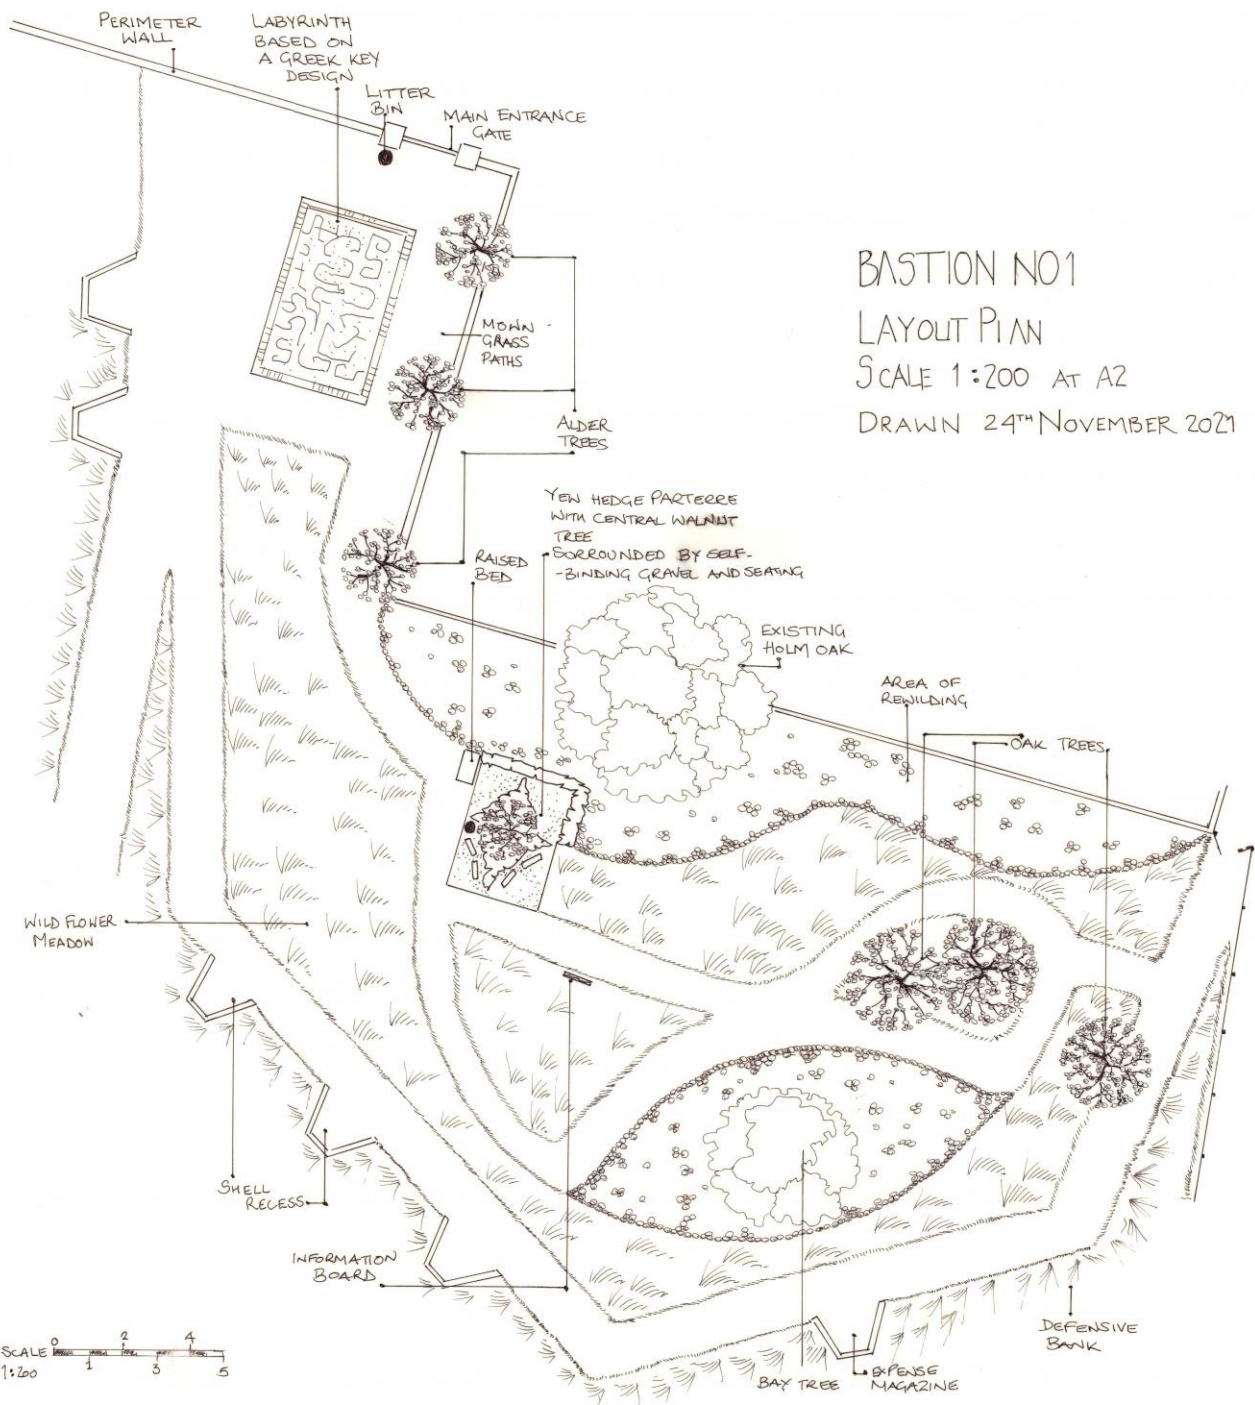 PERIMETER
WALL
LABYRINTH
BASED ON
A GREEK KEY
DESIGN
LITTER
BIN
MAIN ENTRANCE
GATE
BASTION NO1
LAYOUT PLAN
SCALE 1:200 AT A2
DRAWN 24TH NOVEMBER 2021
MOWN
GRASS
PATHS
ALDER
TREES
YEW HEDGE PARTERRE
WITH CENTRAL WALNUT
TREE
SORROUNDED BY SELF-
-BINDING GRAVEL AND SEATING
RAISED
BED
EXISTING
HOLM OAK
AREA OF
REWILDING
OAK TREES
WILD FLOWER
MEADOW
SHELL
RECESS
INFORMATION
BOARD
DEFENSIVE
BANK
BAY TREE
EXPENSE
MAGAZINE
SCALE
1:200
0 2 4
1 3 5